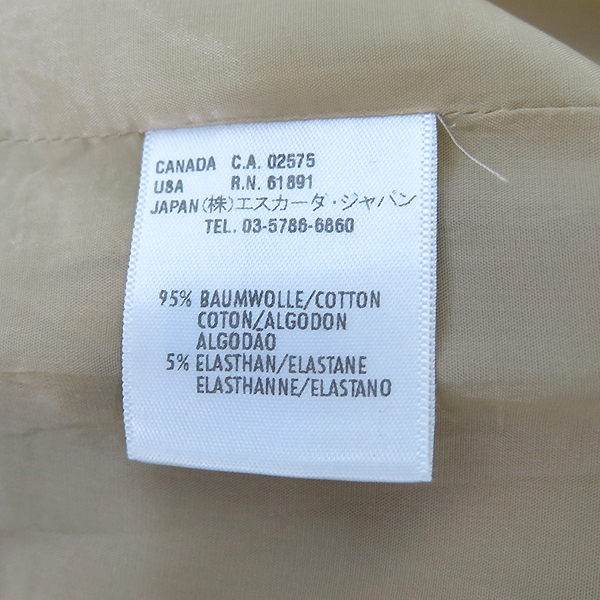 CANADA C.A. 02575
USA R.N. 61891
JAPAN (株)エスカーダ・ジャパン
TEL. 03-5786-6860
95% BAUMWOLLE/COTTON
COTON/ALGODON
ALGODÃO
5% ELASTHAN/ELASTANE
ELASTHANNE/ELASTANO